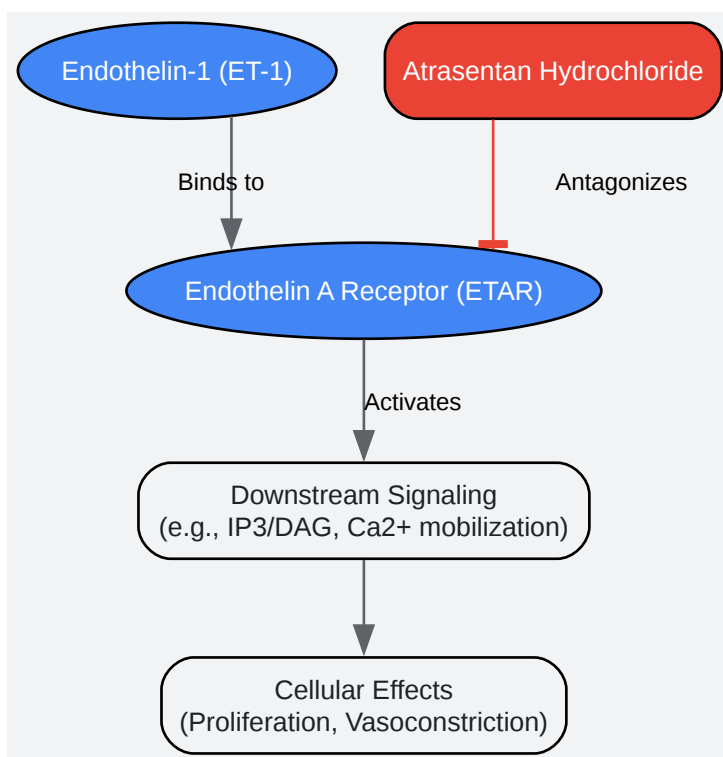 Endothelin-1 (ET-1)
Atrasentan Hydrochloride
Binds to
Antagonizes
Endothelin A Receptor (ETAR)
Activates
Downstream Signaling
(e.g., IP3/DAG, Ca2+ mobilization)
Cellular Effects
(Proliferation, Vasoconstriction)